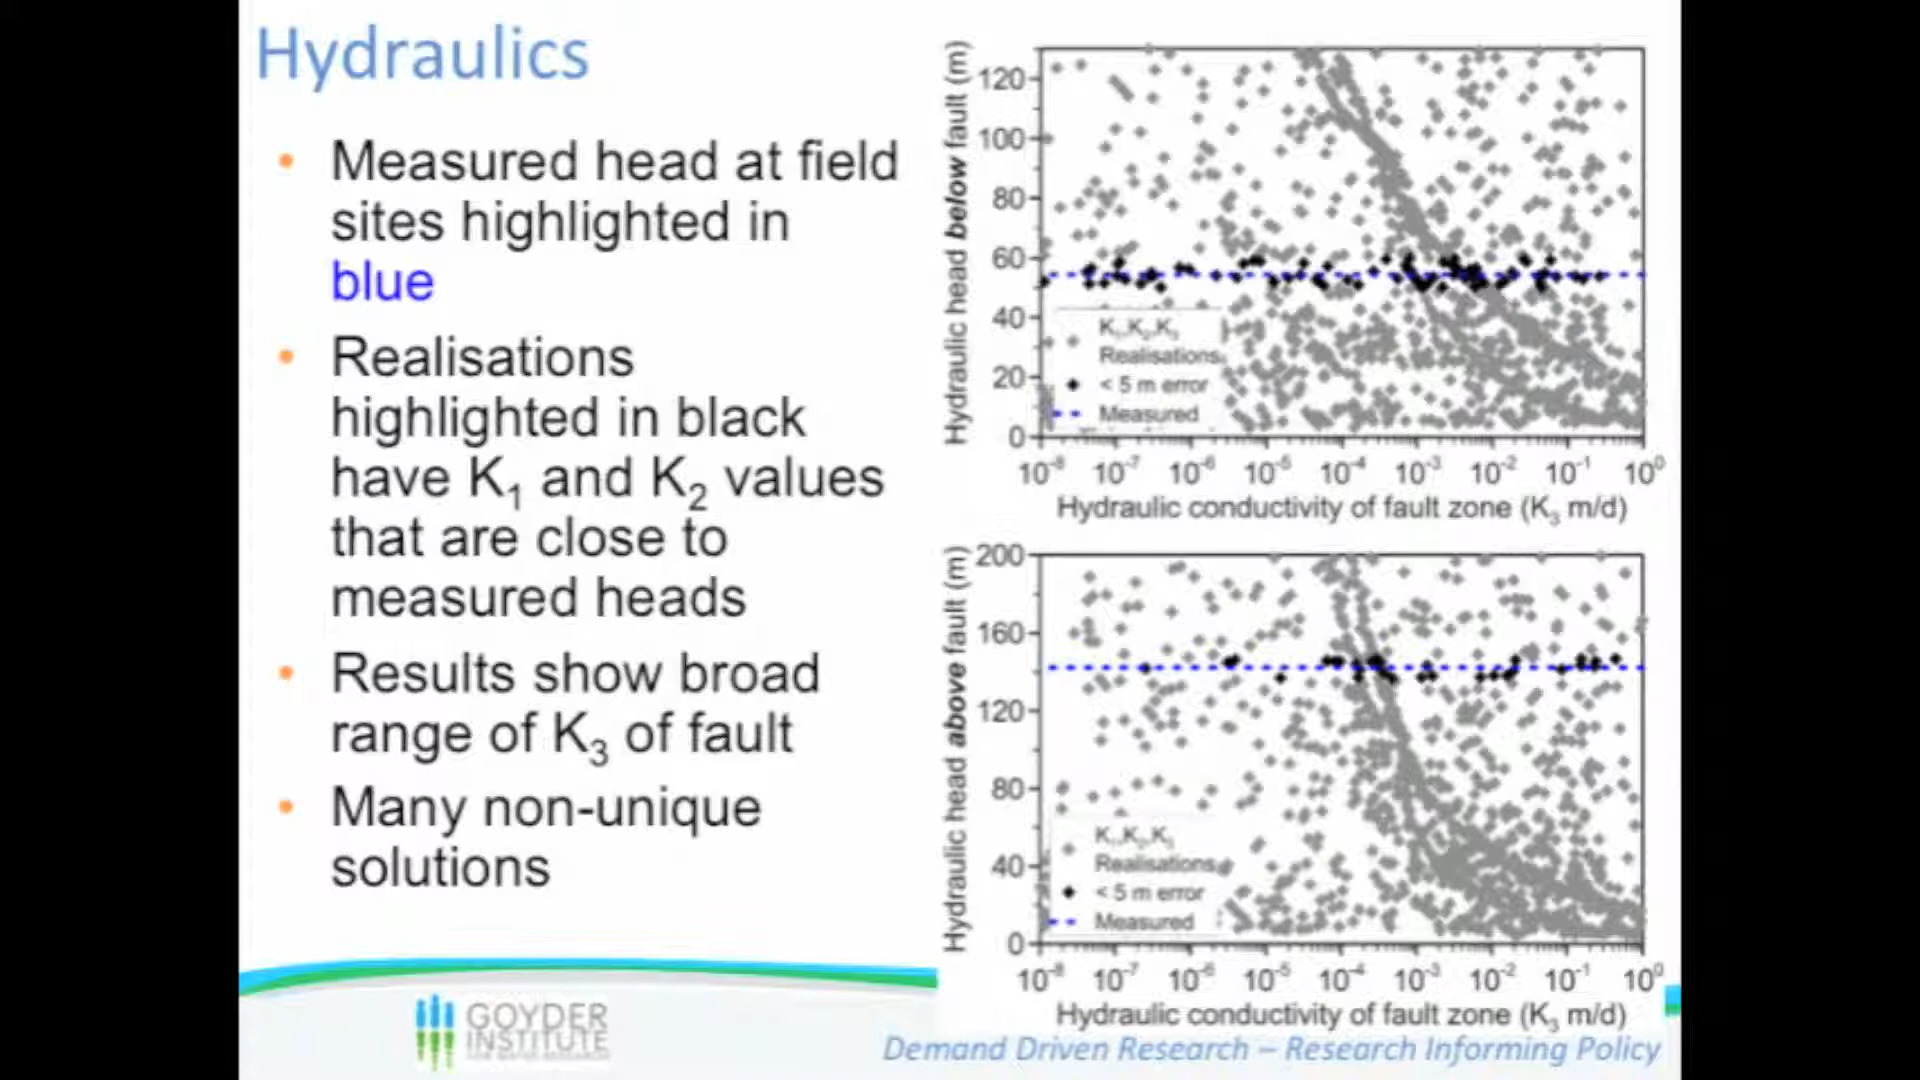 Hydraulics
• Measured head at field
sites highlighted in
blue
• Realisations
highlighted in black
have K₁ and K₂ values
that are close to
measured heads
• Results show broad
range of K₃ of fault
• Many non-unique
solutions
Hydraulic head below fault (m)
120
100
80
60
40
20
0
K₁,K₂,K₃
Realisations
< 5 m error
Measured
10⁻⁸ 10⁻⁷ 10⁻⁶ 10⁻⁵ 10⁻⁴ 10⁻³ 10⁻² 10⁻¹ 10⁰
Hydraulic conductivity of fault zone (K₃ m/d)
Hydraulic head above fault (m)
200
160
120
80
40
0
K₁,K₂,K₃
Realisations
< 5 m error
Measured
10⁻⁸ 10⁻⁷ 10⁻⁶ 10⁻⁵ 10⁻⁴ 10⁻³ 10⁻² 10⁻¹ 10⁰
Hydraulic conductivity of fault zone (K₃ m/d)
GOYDER
INSTITUTE
Demand Driven Research – Research Informing Policy